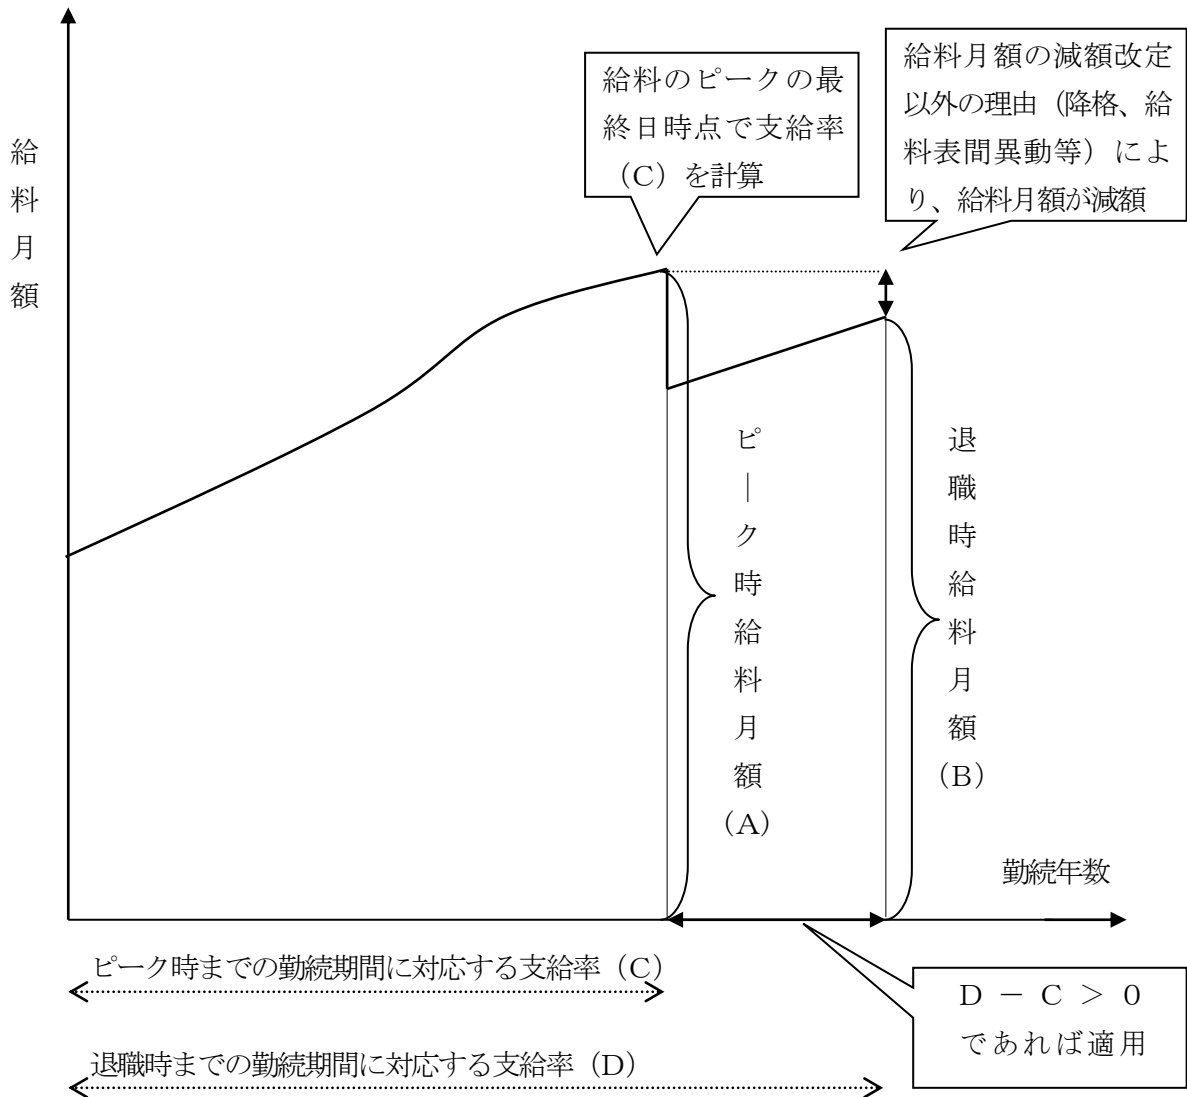 給料月額
給料のピークの最
終日時点で支給率
(C)を計算
給料月額の減額改定
以外の理由(降格、給
料表間異動等)によ
り、給料月額が減額
ピ｜ク時給料月額
(A)
退職時給料月額
(B)
勤続年数
ピーク時までの勤続期間に対応する支給率(C)
D － C ＞ 0
であれば適用
退職時までの勤続期間に対応する支給率(D)